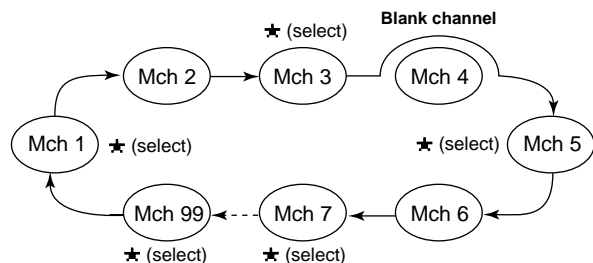 Blank channel
★ (select)
Mch 2
Mch 3
Mch 4
Mch 1
★ (select)
★ (select)
Mch 5
Mch 99
Mch 7
Mch 6
★ (select)
★ (select)